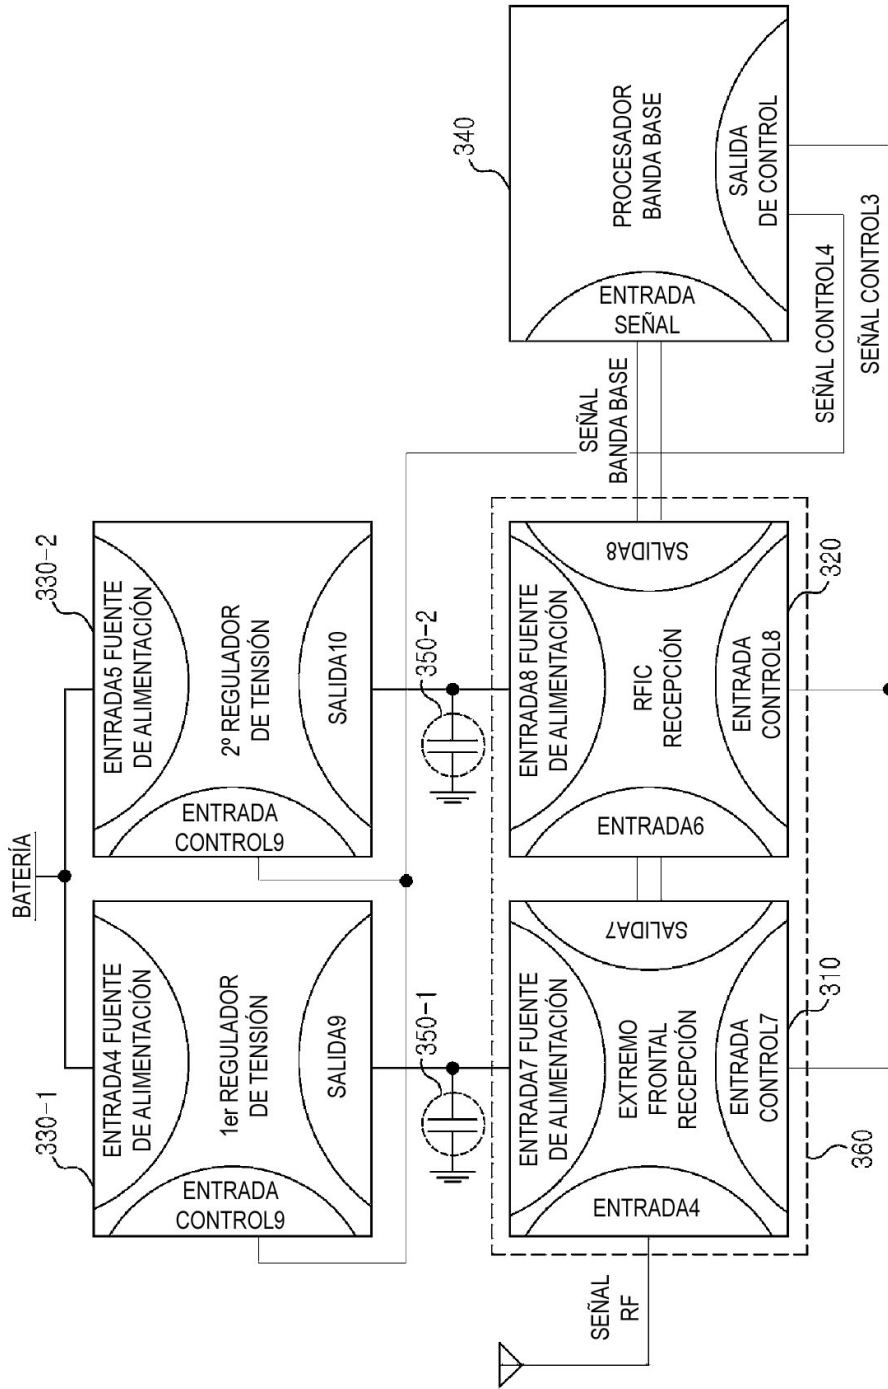 BATERÍA
330-1
ENTRADA4 FUENTE
DE ALIMENTACIÓN
1er REGULADOR
DE TENSIÓN
ENTRADA
CONTROL9
SALIDA9
330-2
ENTRADA5 FUENTE
DE ALIMENTACIÓN
2º REGULADOR
DE TENSIÓN
ENTRADA
CONTROL9
SALIDA10
350-1
350-2
SEÑAL
RF
ENTRADA7 FUENTE
DE ALIMENTACIÓN
ENTRADA4
EXTREMO
FRONTAL
RECEPCIÓN
SALIDA7
ENTRADA
CONTROL7
310
360
ENTRADA8 FUENTE
DE ALIMENTACIÓN
ENTRADA6
RFIC
RECEPCIÓN
SALIDA8
ENTRADA
CONTROL8
320
SEÑAL
BANDA BASE
340
PROCESADOR
BANDA BASE
ENTRADA
SEÑAL
SALIDA
DE CONTROL
SEÑAL CONTROL4
SEÑAL CONTROL3